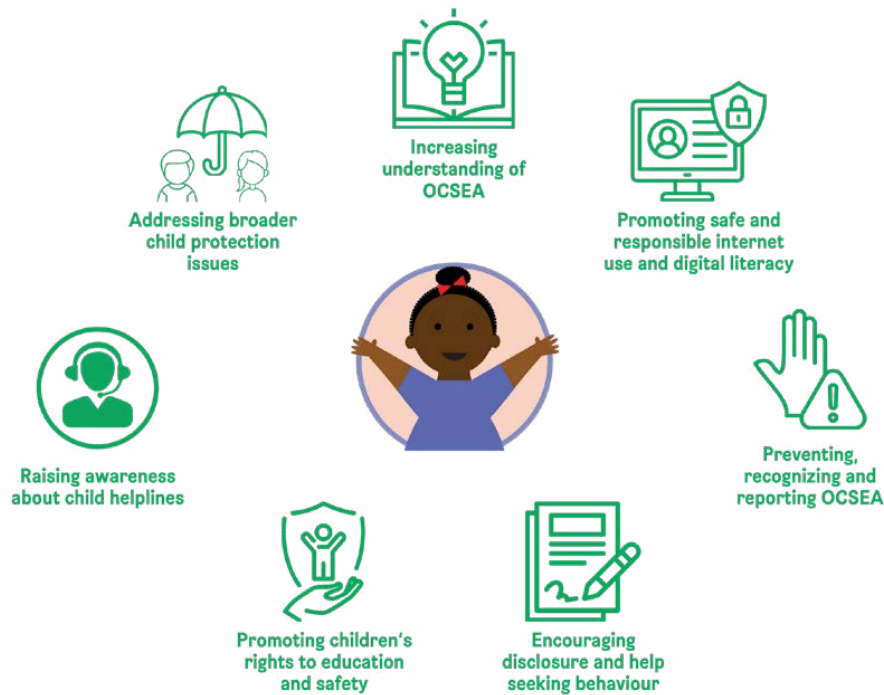 Increasing
understanding of
OCSEA
Addressing broader
child protection
issues
Promoting safe and
responsible internet
use and digital literacy
Raising awareness
about child helplines
Preventing,
recognizing and
reporting OCSEA
Promoting children's
rights to education
and safety
Encouraging
disclosure and help
seeking behaviour